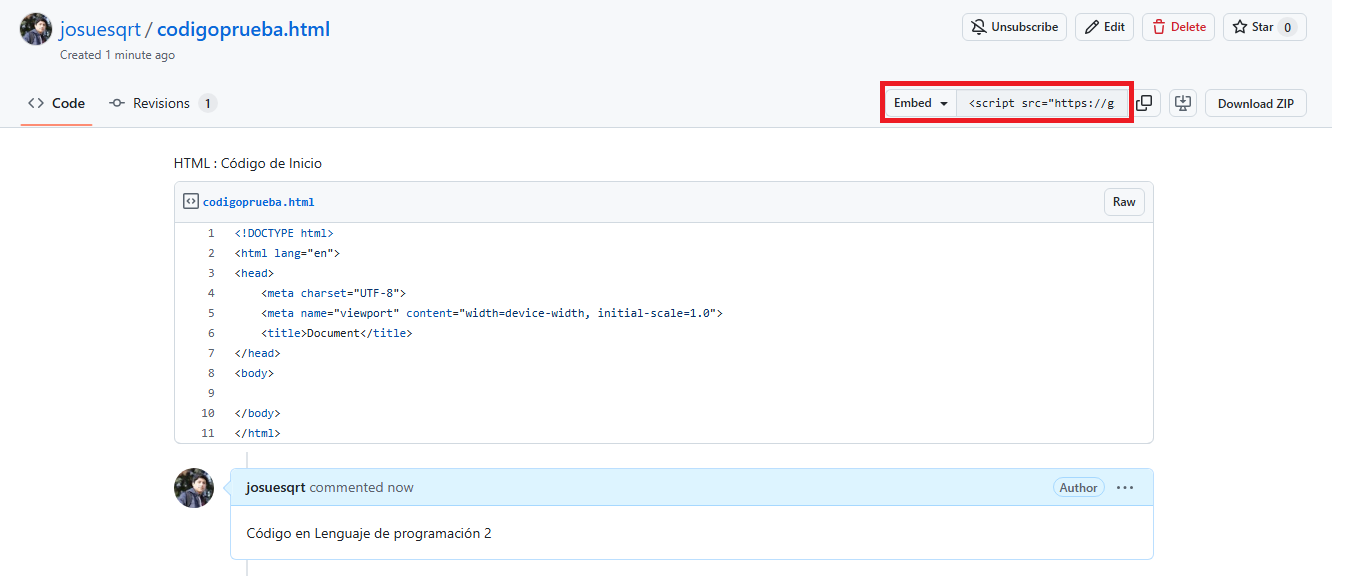 josuesqrt / codigoprueba.html
Unsubscribe Edit Delete Star 0
Created 1 minute ago
Code Revisions 1
Embed <script src="https://g
Download ZIP
HTML : Código de Inicio
codigoprueba.html
Raw
1 <!DOCTYPE html>
2 <html lang="en">
3 <head>
4     <meta charset="UTF-8">
5     <meta name="viewport" content="width=device-width, initial-scale=1.0">
6     <title>Document</title>
7 </head>
8 <body>
9
10 </body>
11 </html>
josuesqrt commented now
Author
Código en Lenguaje de programación 2